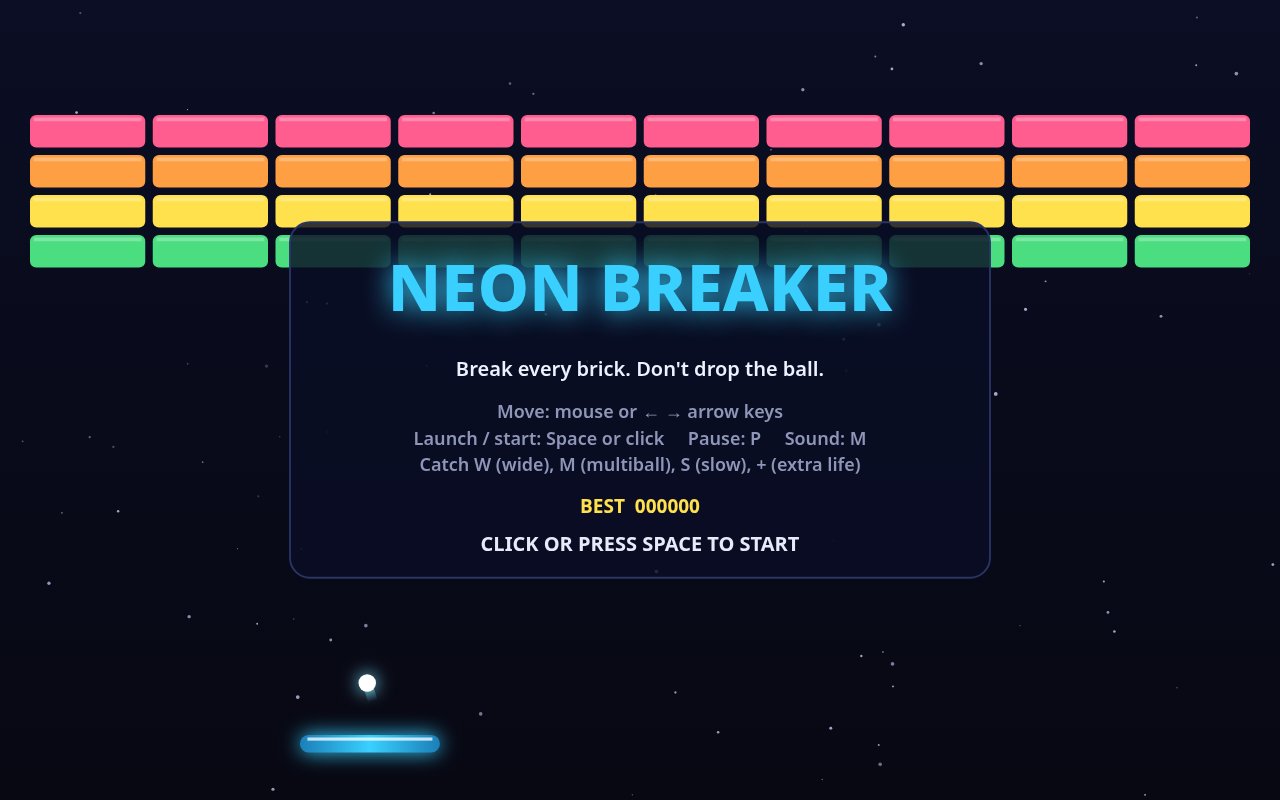 NEON BREAKER
Break every brick. Don't drop the ball.
Move: mouse or ← → arrow keys
Launch / start: Space or click     Pause: P     Sound: M
Catch W (wide), M (multiball), S (slow), + (extra life)
BEST  000000
CLICK OR PRESS SPACE TO START